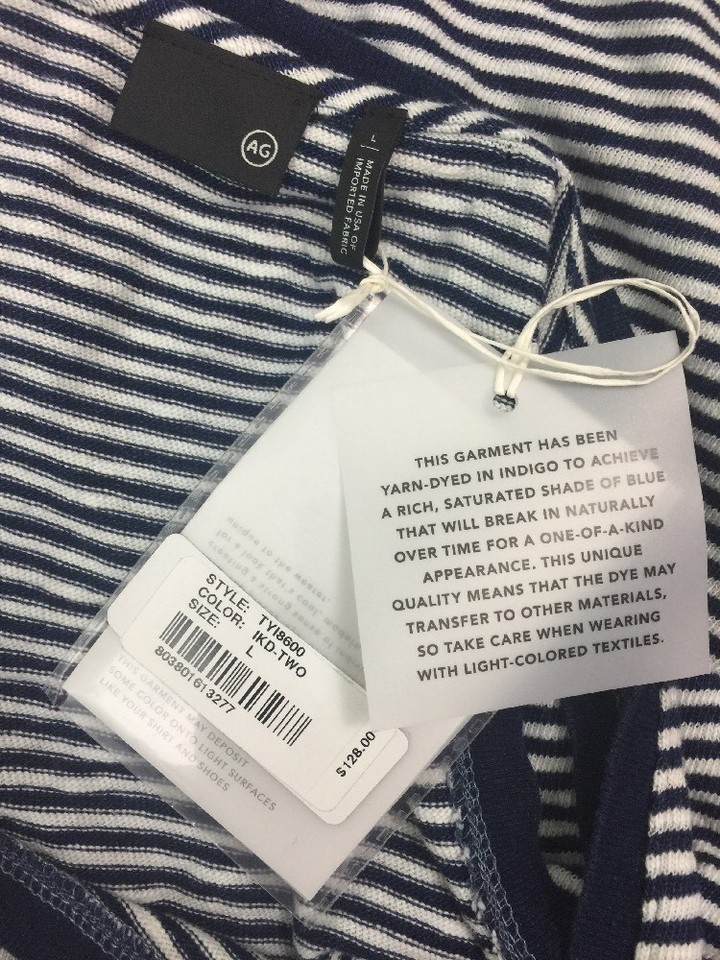 AG
L
MADE IN USA OF
IMPORTED FABRIC
THIS GARMENT HAS BEEN
YARN-DYED IN INDIGO TO ACHIEVE
A RICH, SATURATED SHADE OF BLUE
THAT WILL BREAK IN NATURALLY
OVER TIME FOR A ONE-OF-A-KIND
APPEARANCE. THIS UNIQUE
QUALITY MEANS THAT THE DYE MAY
TRANSFER TO OTHER MATERIALS,
SO TAKE CARE WHEN WEARING
WITH LIGHT-COLORED TEXTILES.
STYLE: TYI8600
COLOR: IKD-TWO
SIZE: L
803801613277
$128.00
THIS GARMENT MAY DEPOSIT
SOME COLOR ONTO LIGHT SURFACES
LIKE YOUR SHIRT AND SHOES